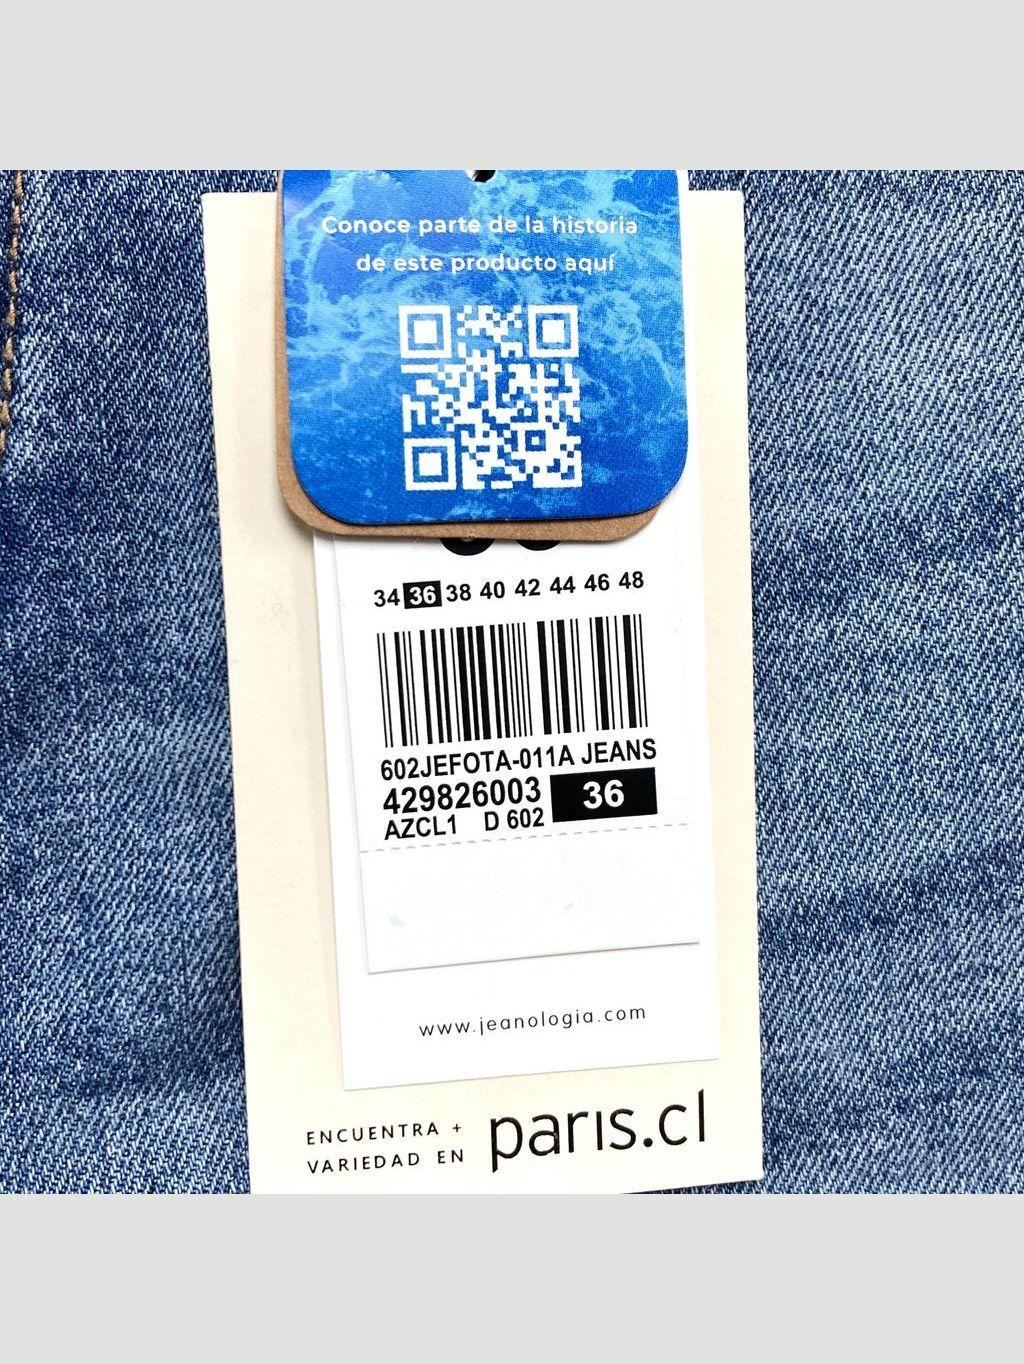 Conoce parte de la historia
de este producto aquí
34 36 38 40 42 44 46 48
602JEFOTA-011A JEANS
429826003 36
AZCL1 D 602
www.jeanologia.com
ENCUENTRA +
VARIEDAD EN
paris.cl